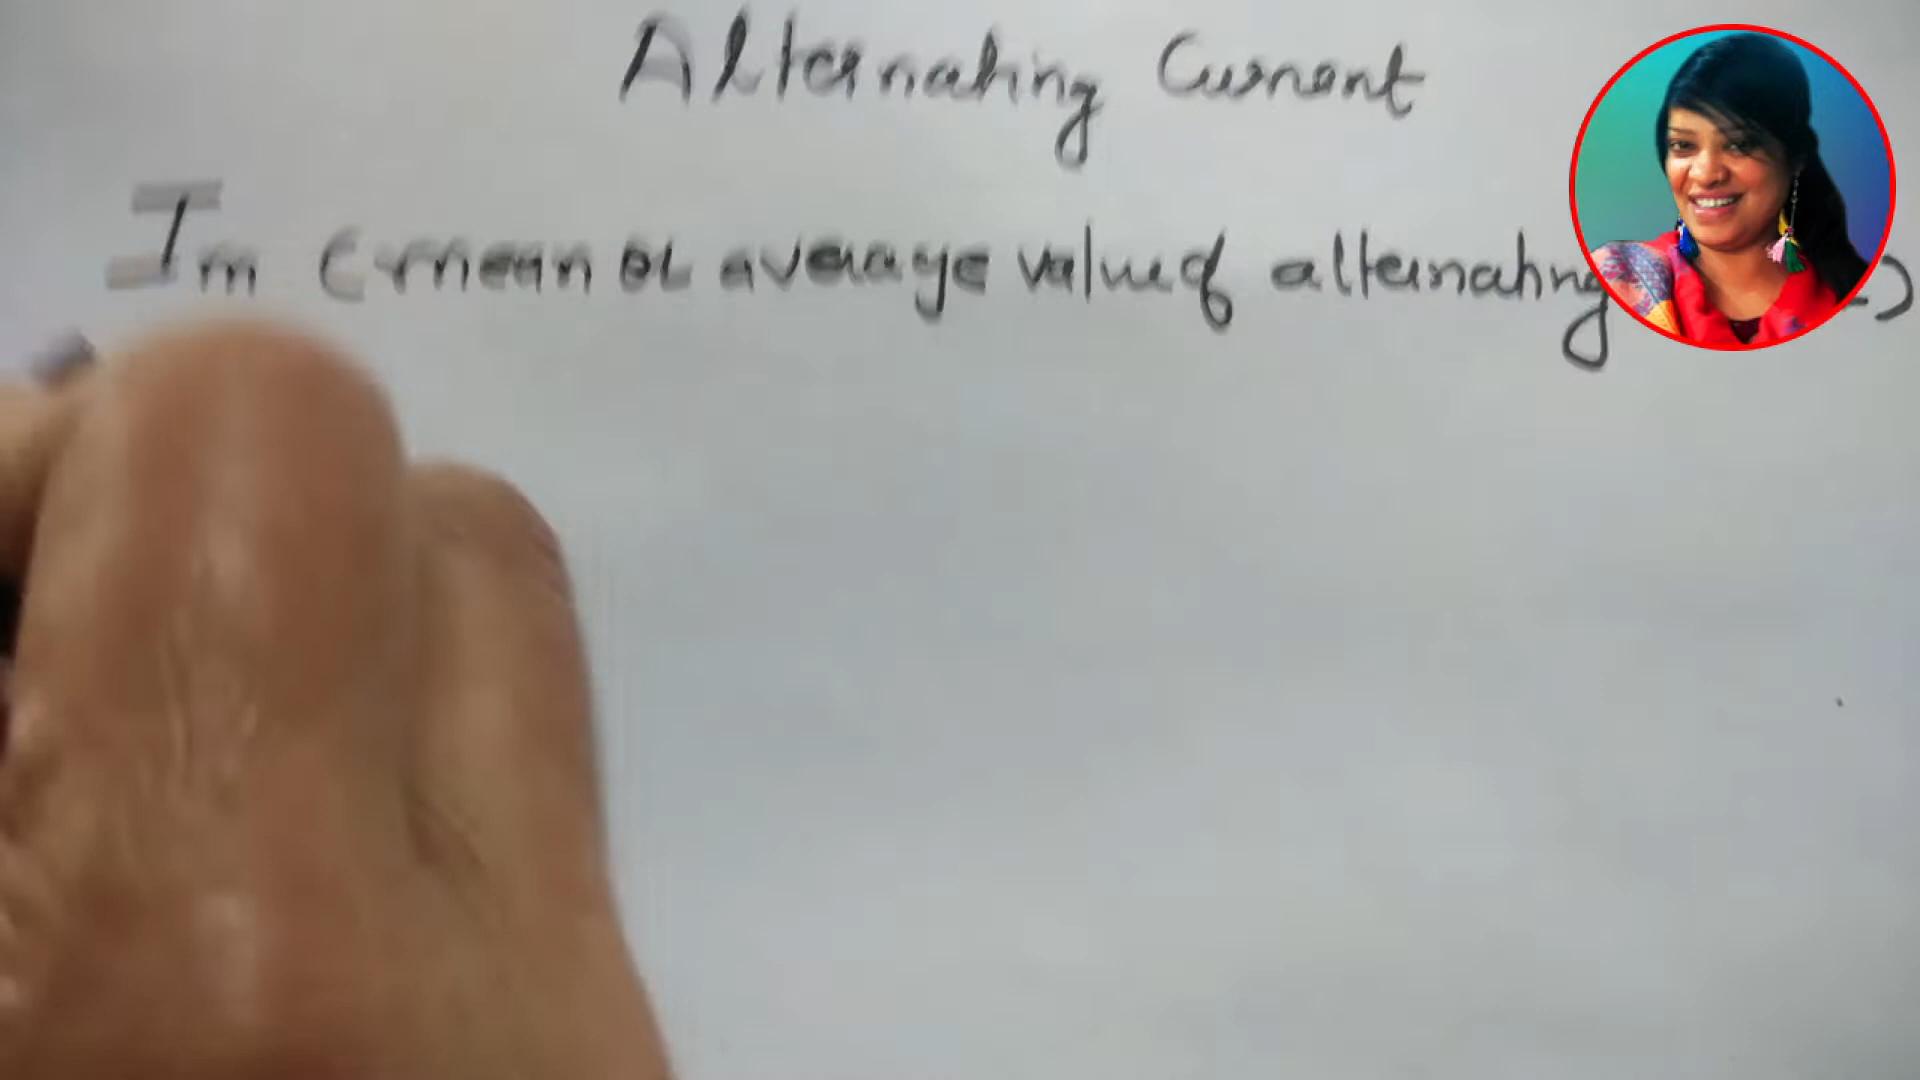 Alternating Current
Im ( mean or average value of alternating )